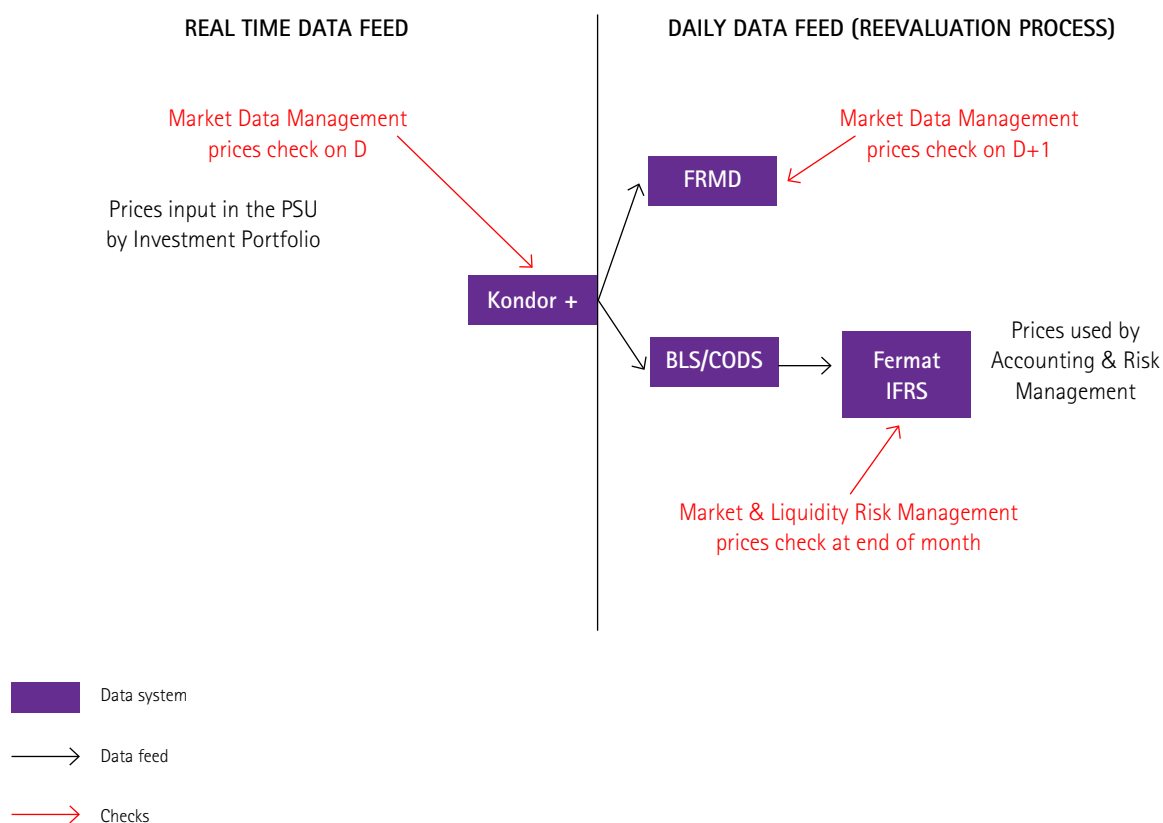 REAL TIME DATA FEED
DAILY DATA FEED (REEVALUATION PROCESS)
Market Data Management
prices check on D
Market Data Management
prices check on D+1
FRMD
Prices input in the PSU
by Investment Portfolio
Kondor +
BLS/CODS
Fermat
IFRS
Prices used by
Accounting & Risk
Management
Market & Liquidity Risk Management
prices check at end of month
Data system
Data feed
Checks